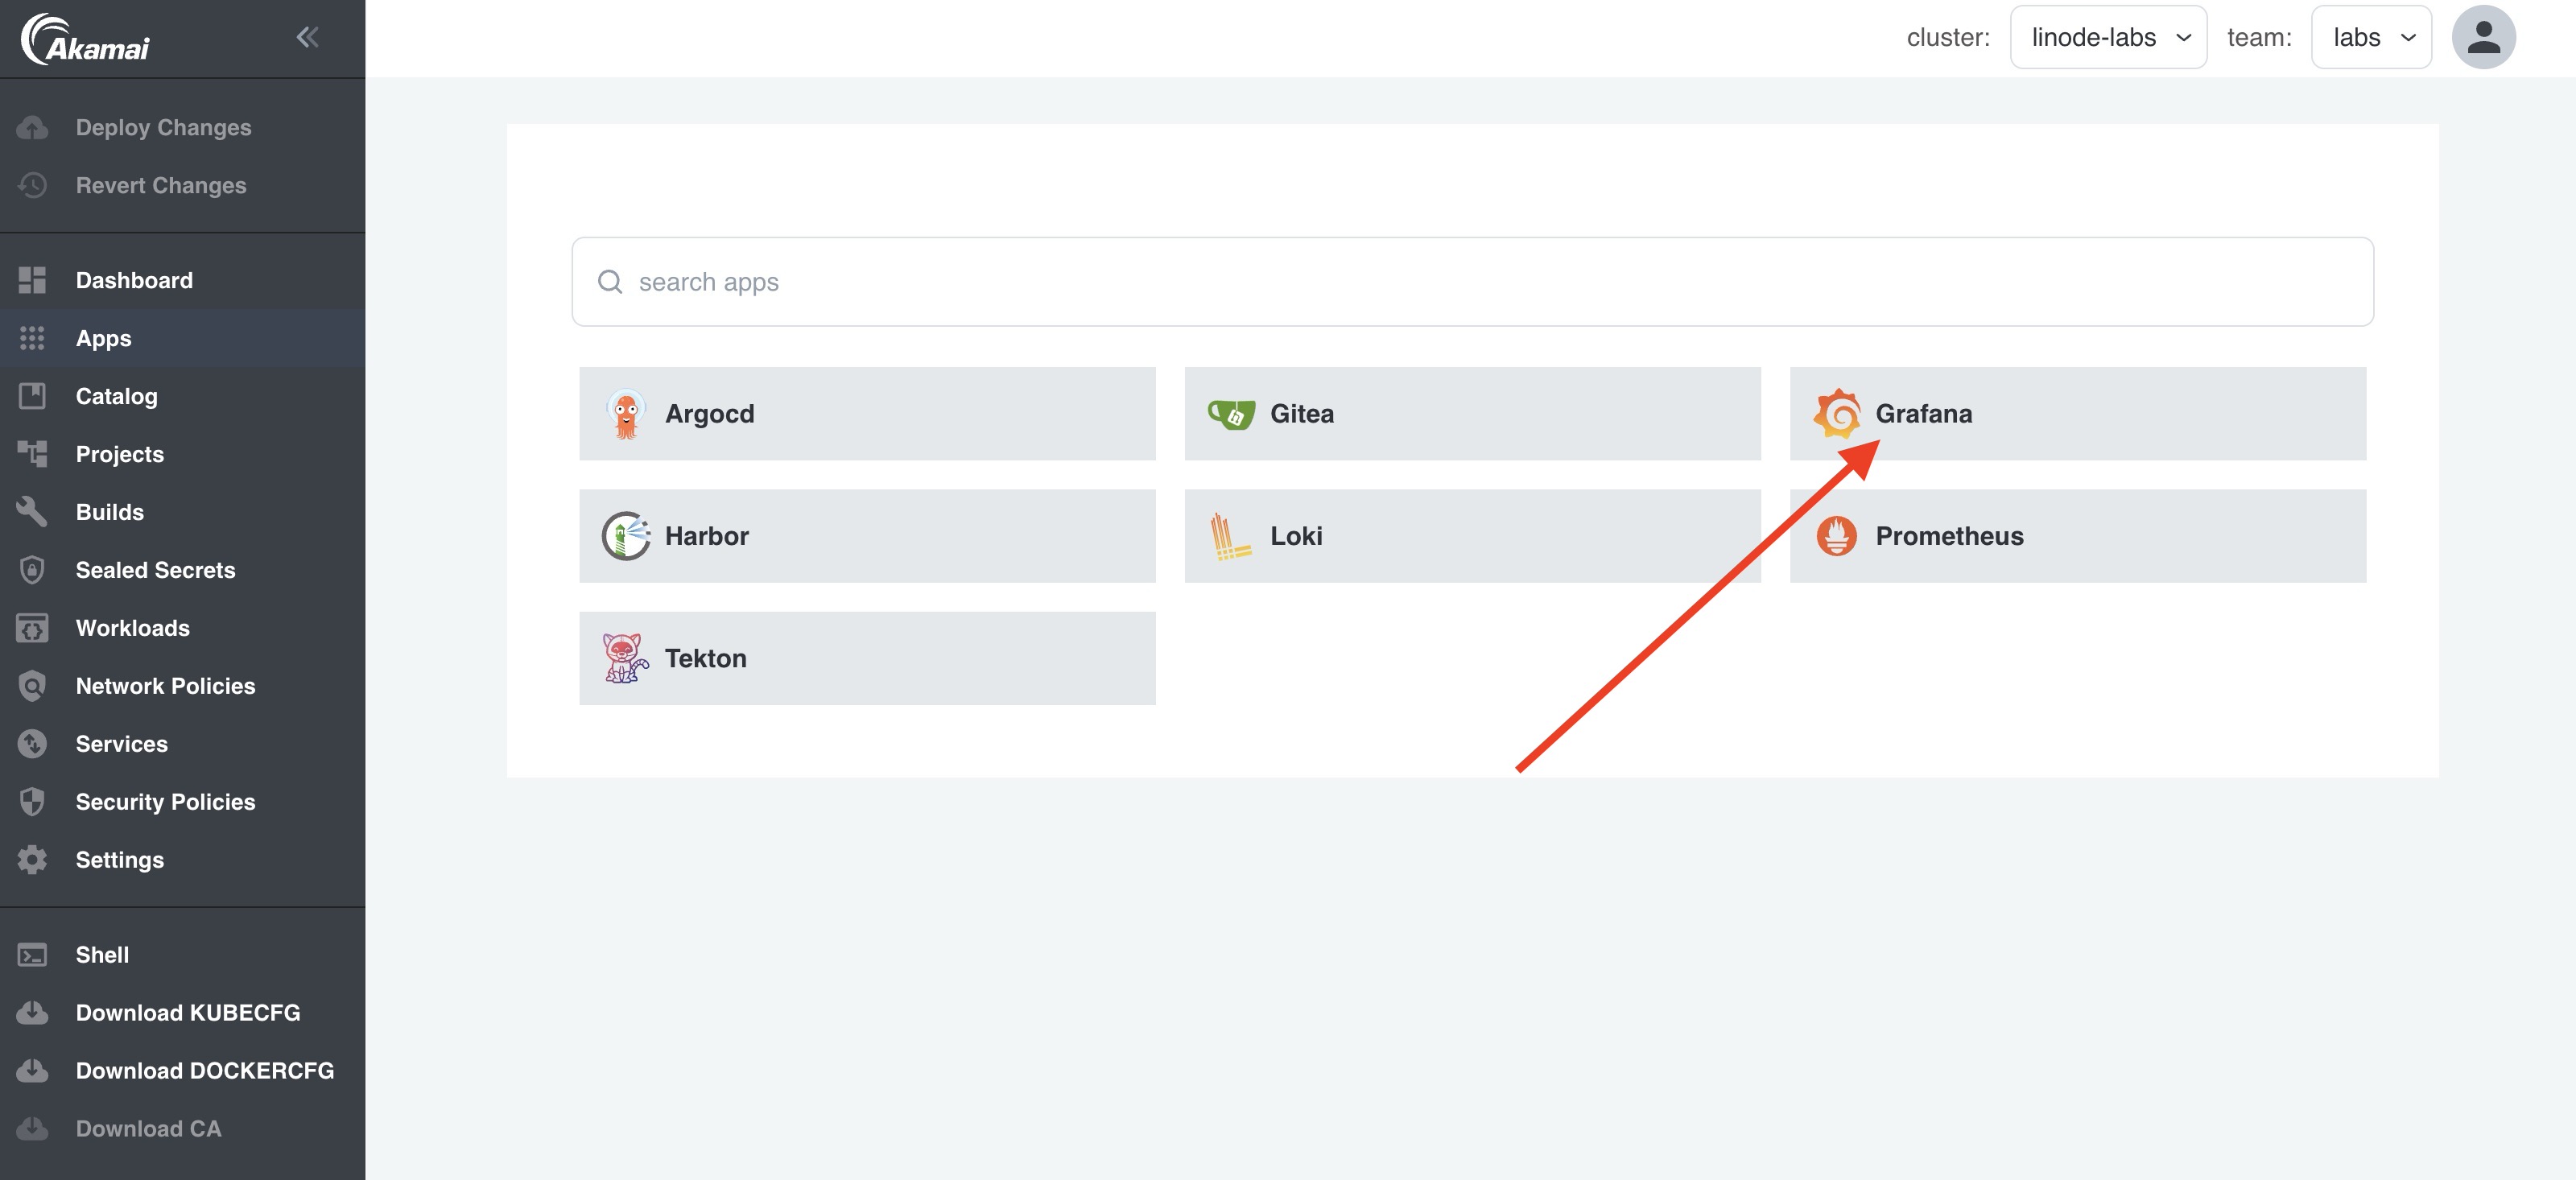 Akamai
cluster: linode-labs team: labs
Deploy Changes
Revert Changes
Dashboard
Apps
Catalog
Projects
Builds
Sealed Secrets
Workloads
Network Policies
Services
Security Policies
Settings
Shell
Download KUBECFG
Download DOCKERCFG
Download CA
search apps
Argocd
Gitea
Grafana
Harbor
Loki
Prometheus
Tekton